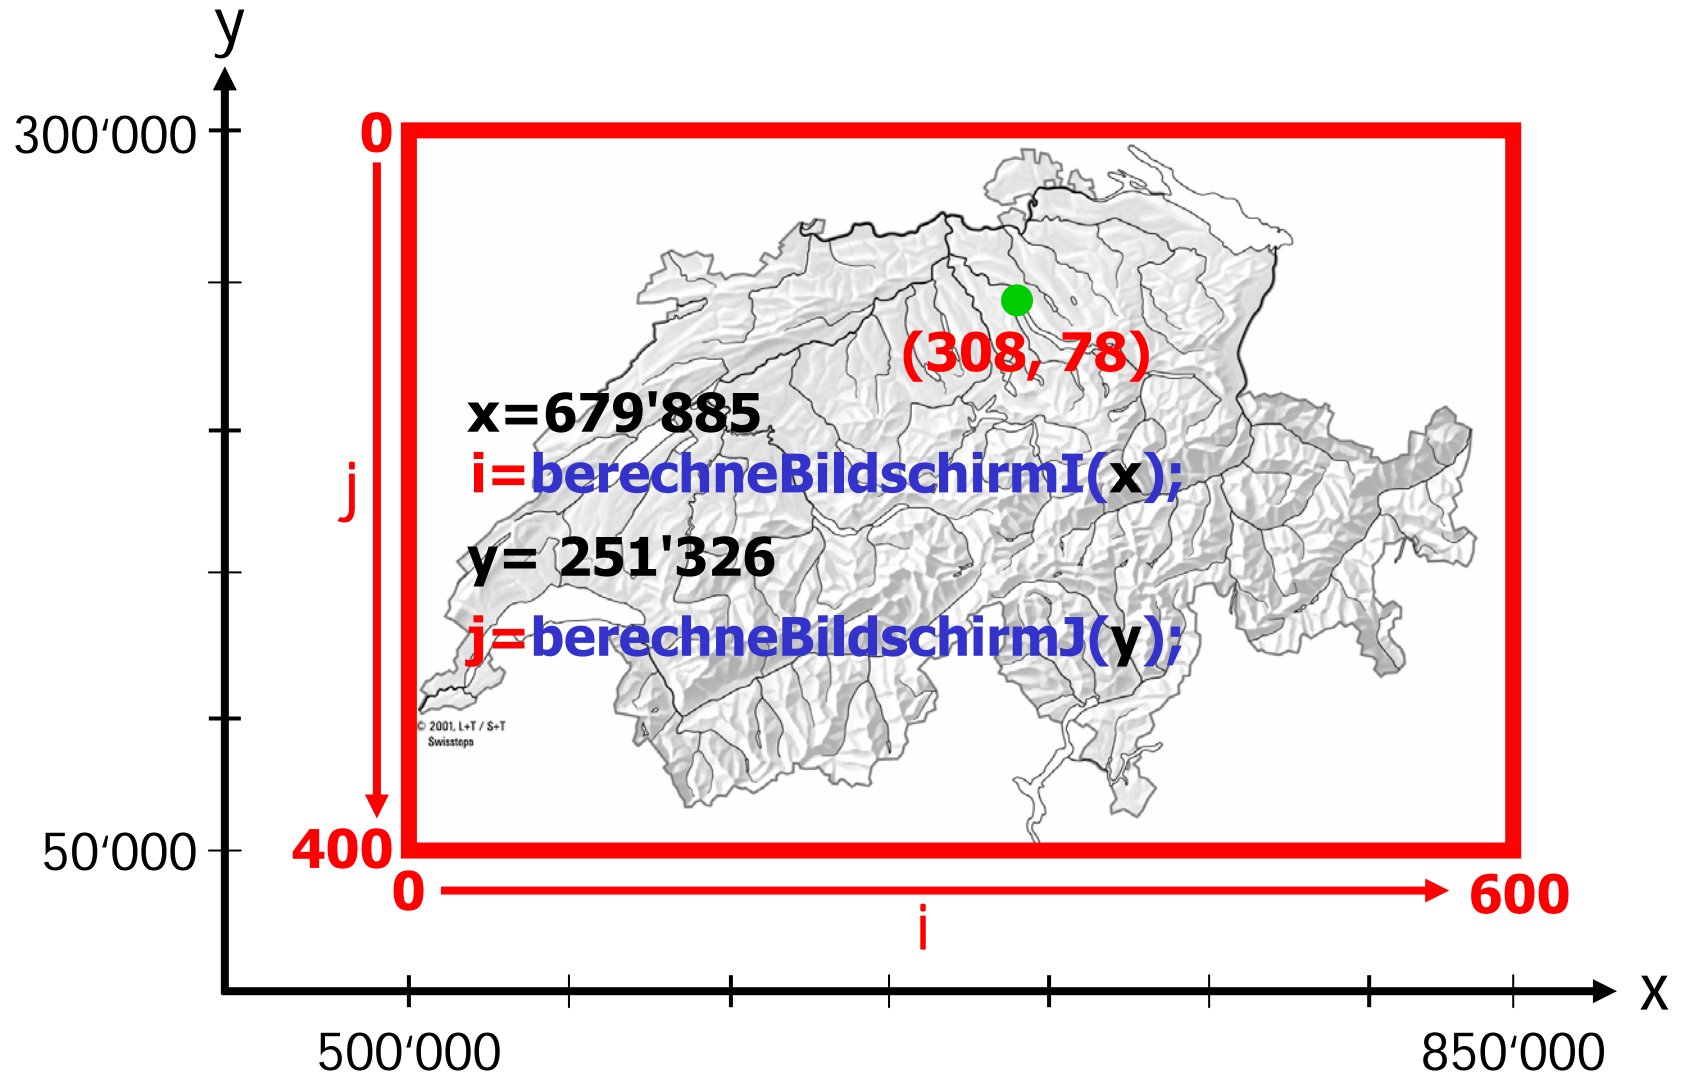 y
300‘000
0
(308, 78)
x=679'885
i=berechneBildschirmI(x);
j
y= 251'326
j=berechneBildschirmJ(y);
© 2001, L+T / S+T
Swisstopo
50‘000
400
0
600
i
x
500‘000
850‘000